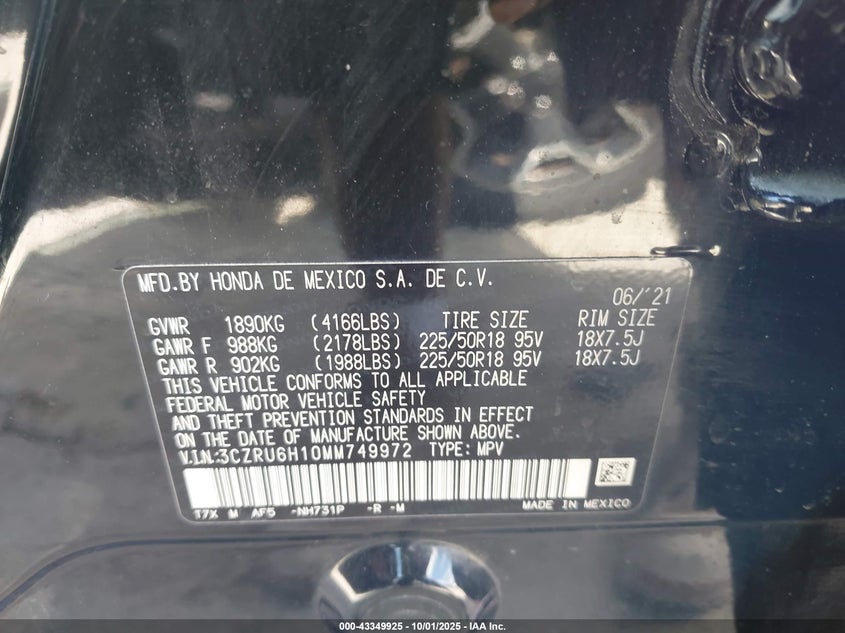 MFD.BY HONDA DE MEXICO S.A. DE C.V.
06/'21
GVWR 1890KG (4166LBS) TIRE SIZE RIM SIZE
GAWR F 988KG (2178LBS) 225/50R18 95V 18X7.5J
GAWR R 902KG (1988LBS) 225/50R18 95V 18X7.5J
THIS VEHICLE CONFORMS TO ALL APPLICABLE
FEDERAL MOTOR VEHICLE SAFETY
AND THEFT PREVENTION STANDARDS IN EFFECT
ON THE DATE OF MANUFACTURE SHOWN ABOVE.
V.I.N:3CZRU6H10MM749972 TYPE: MPV
T7X M AF5 -NH731P -R -M MADE IN MEXICO
000-43349925 | 10/01/2025 | IAA Inc.